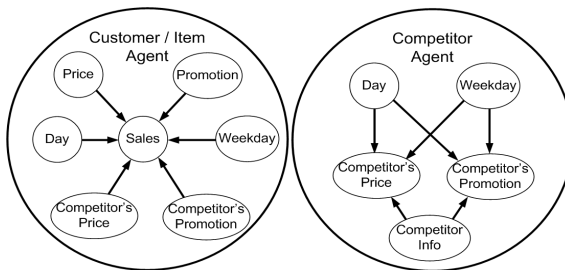 Customer / Item
Agent
Price
Promotion
Day
Sales
Weekday
Competitor's
Price
Competitor's
Promotion
Competitor
Agent
Day
Weekday
Competitor's
Price
Competitor's
Promotion
Competitor
Info